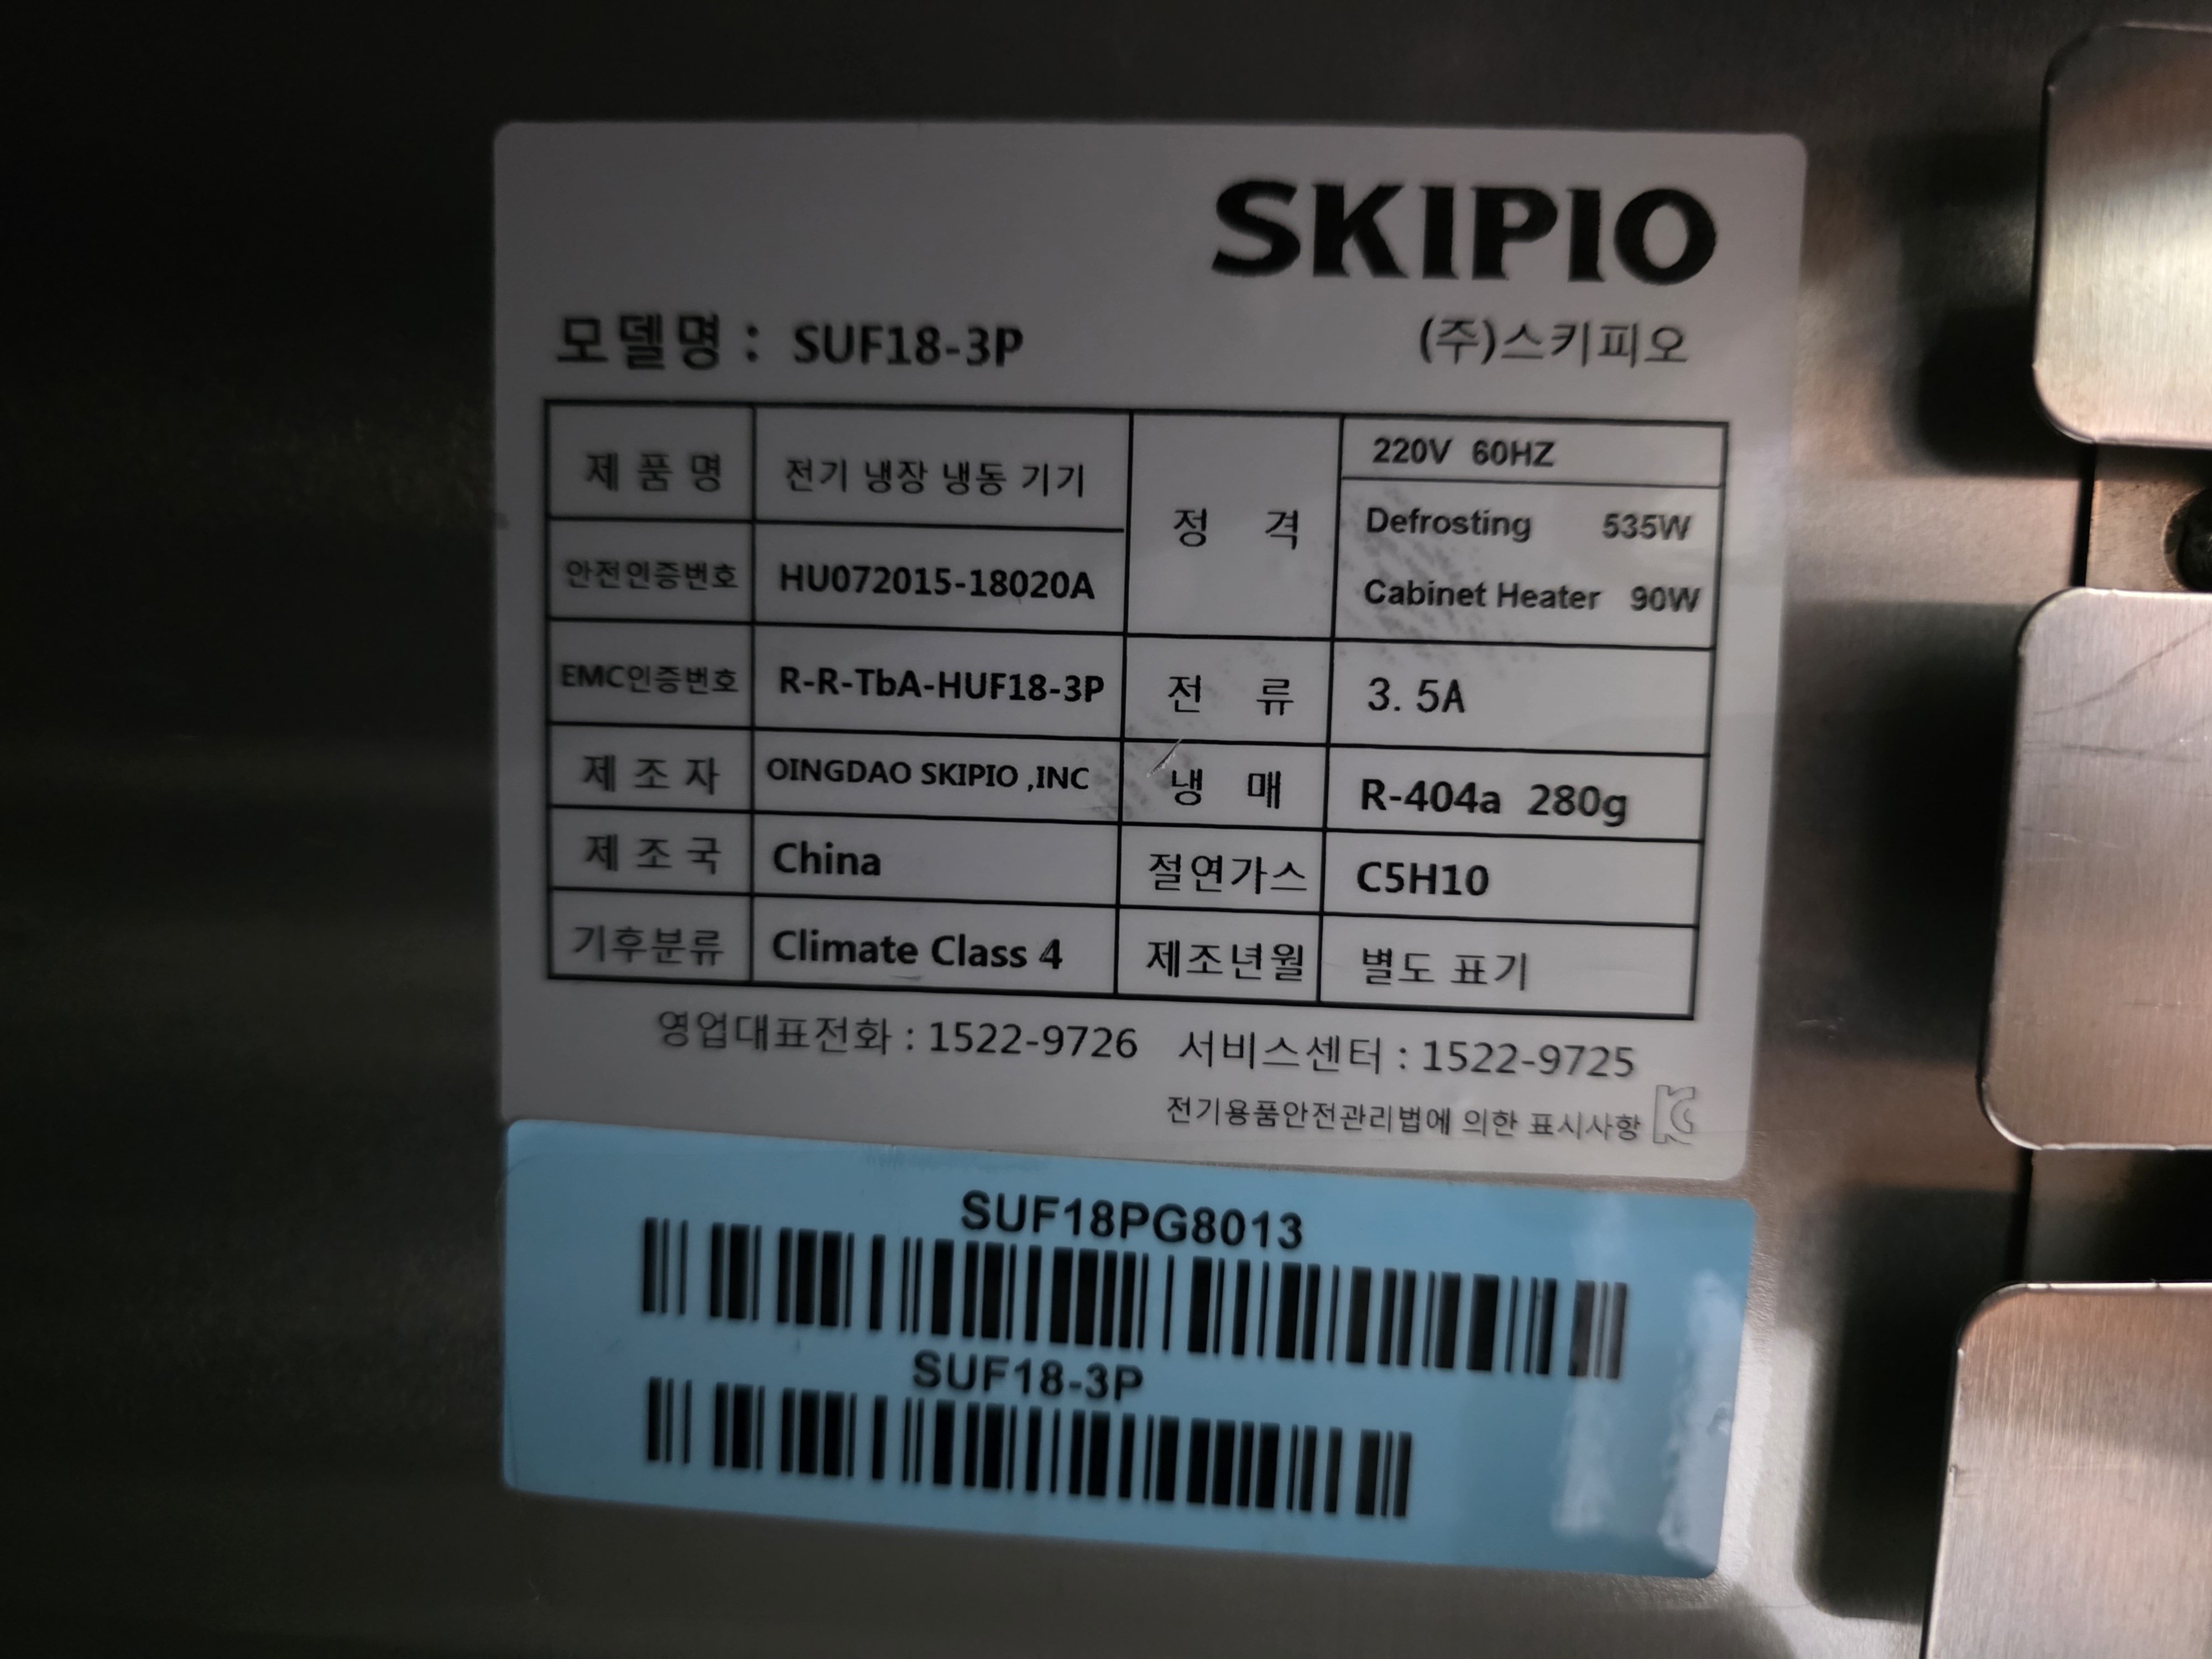 SKIPIO
모델명 : SUF18-3P
(주)스키피오
제품명 전기 냉장 냉동 기기
안전인증번호 HU072015-18020A
EMC인증번호 R-R-TbA-HUF18-3P
제조자 OINGDAO SKIPIO ,INC
제조국 China
기후분류 Climate Class 4
정격 220V 60HZ
Defrosting 535W
Cabinet Heater 90W
전류 3. 5A
냉매 R-404a 280g
절연가스 C5H10
제조년월 별도 표기
영업대표전화 : 1522-9726 서비스센터 : 1522-9725
전기용품안전관리법에 의한 표시사항
SUF18PG8013
SUF18-3P